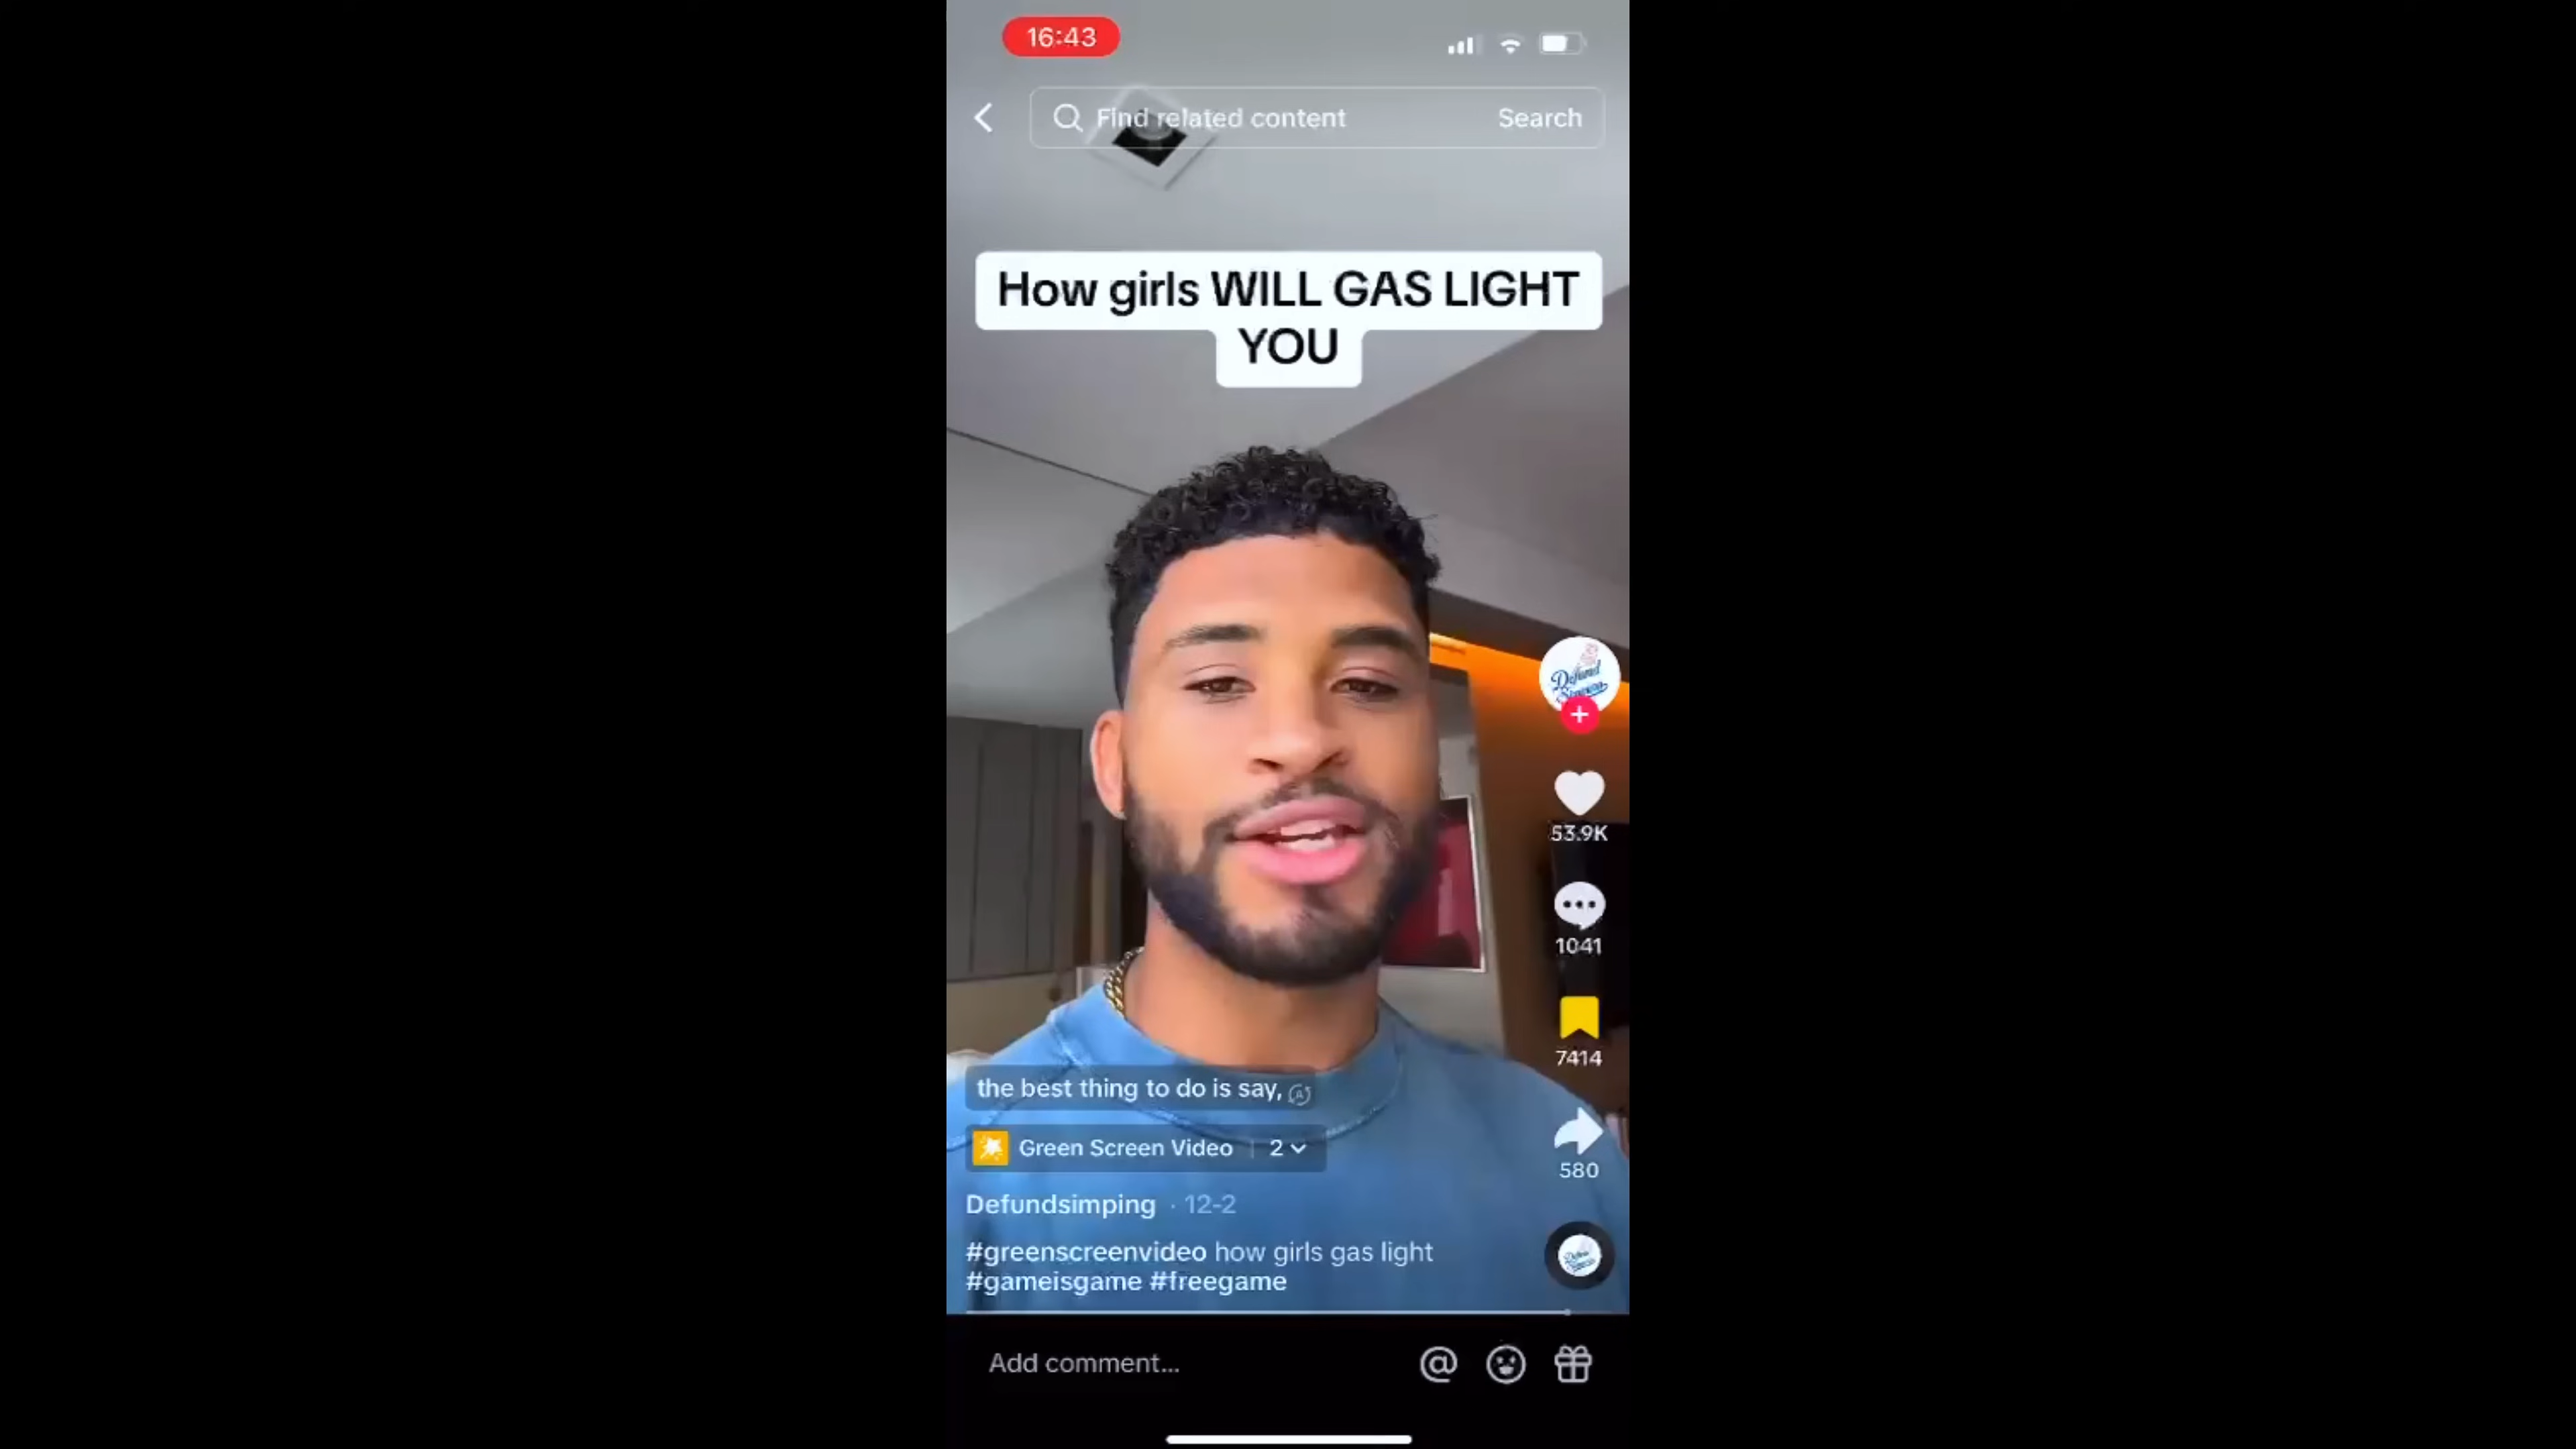 16:43
Find related content
Search
How girls WILL GAS LIGHT
YOU
Defund
53.9K
1041
7414
580
the best thing to do is say,
Green Screen Video | 2
Defundsimping · 12-2
#greenscreenvideo how girls gas light
#gameisgame #freegame
Add comment...